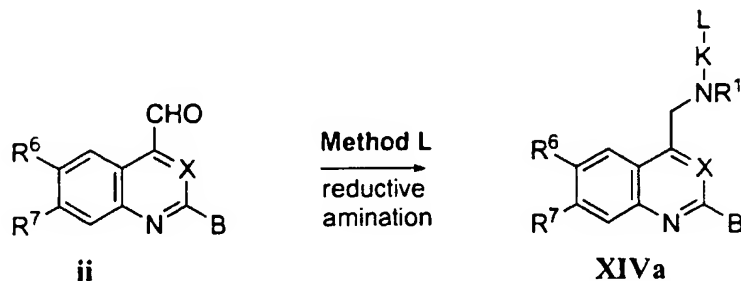 L
K
CHO
NR¹
Method L
R⁶
X
reductive
R⁶
X
R⁷
N
B
amination
R⁷
N
B
ii
XIVa